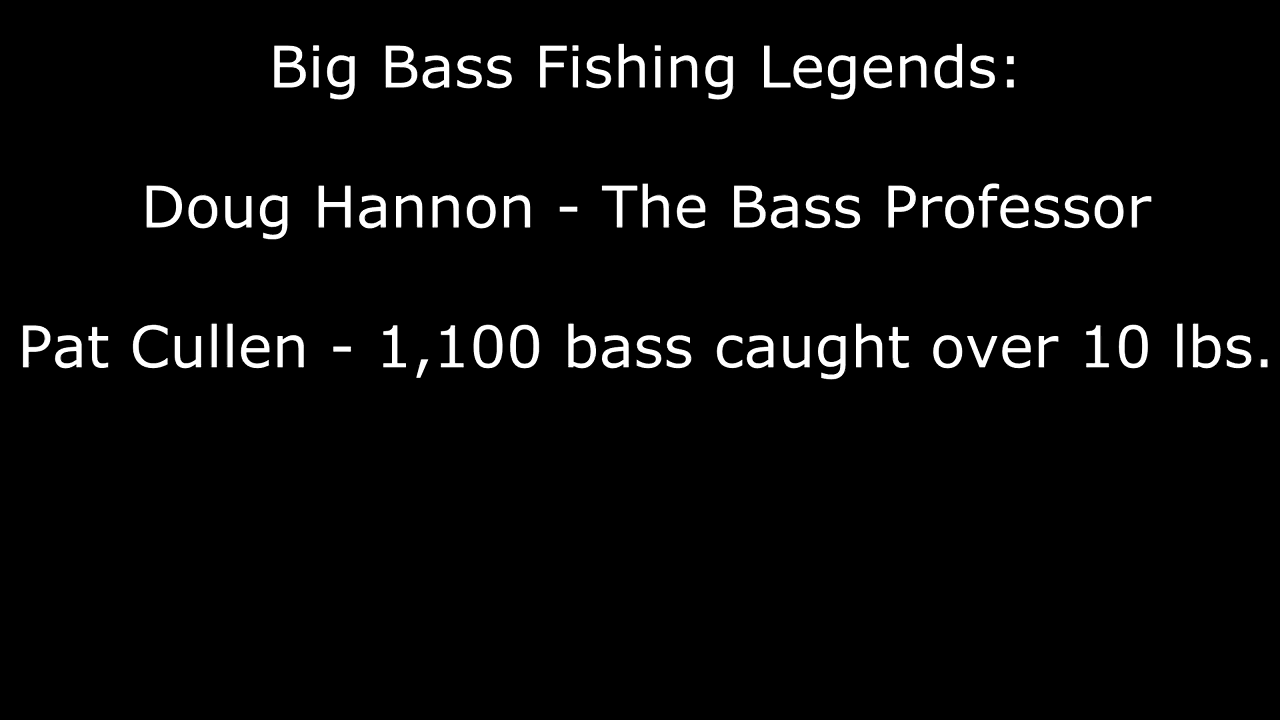 Big Bass Fishing Legends:
Doug Hannon - The Bass Professor
Pat Cullen - 1,100 bass caught over 10 lbs.